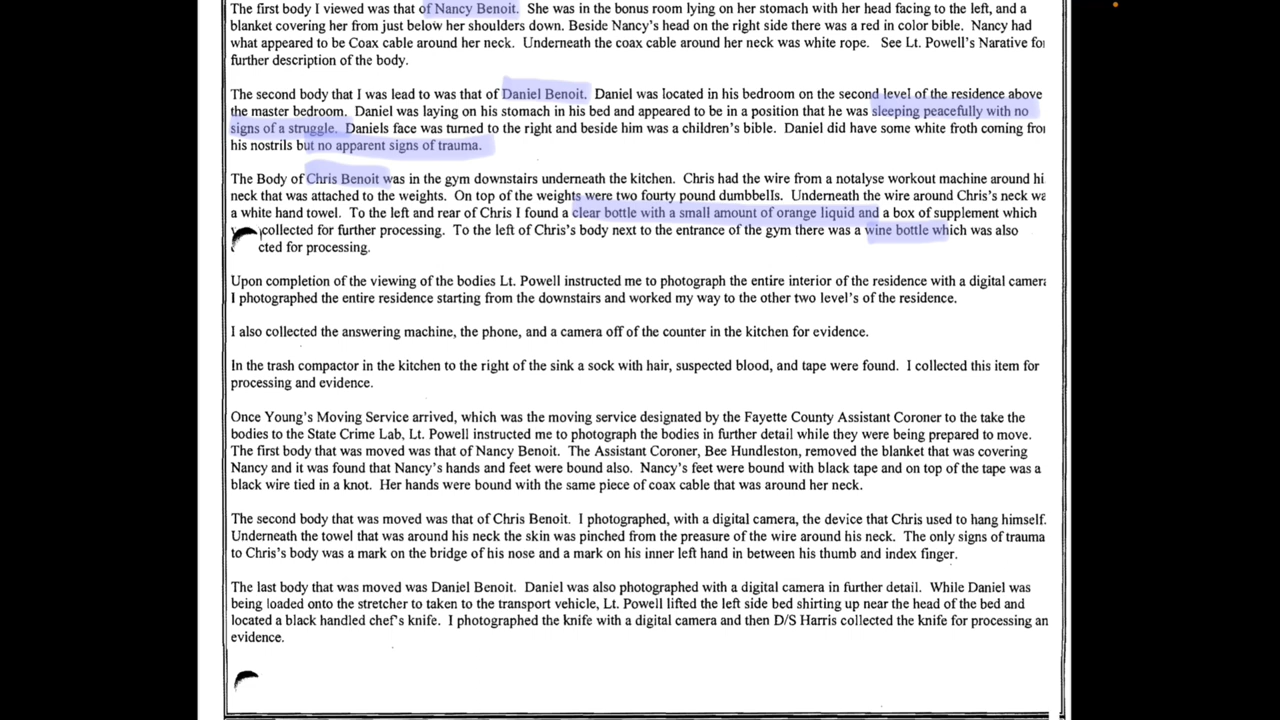 The first body I viewed was that of Nancy Benoit. She was in the bonus room lying on her stomach with her head facing to the left, and a
blanket covering her from just below her shoulders down. Beside Nancy's head on the right side there was a red in color bible. Nancy had
what appeared to be Coax cable around her neck. Underneath the coax cable around her neck was white rope. See Lt. Powell's Narative for
further description of the body.
The second body that I was lead to was that of Daniel Benoit. Daniel was located in his bedroom on the second level of the residence above
the master bedroom. Daniel was laying on his stomach in his bed and appeared to be in a position that he was sleeping peacefully with no
signs of a struggle. Daniels face was turned to the right and beside him was a children's bible. Daniel did have some white froth coming from
his nostrils but no apparent signs of trauma.
The Body of Chris Benoit was in the gym downstairs underneath the kitchen. Chris had the wire from a notalyse workout machine around hi
neck that was attached to the weights. On top of the weights were two fourty pound dumbbells. Underneath the wire around Chris's neck wa
a white hand towel. To the left and rear of Chris I found a clear bottle with a small amount of orange liquid and a box of supplement which
collected for further processing. To the left of Chris's body next to the entrance of the gym there was a wine bottle which was also
cted for processing.
Upon completion of the viewing of the bodies Lt. Powell instructed me to photograph the entire interior of the residence with a digital camera
I photographed the entire residence starting from the downstairs and worked my way to the other two level's of the residence.
I also collected the answering machine, the phone, and a camera off of the counter in the kitchen for evidence.
In the trash compactor in the kitchen to the right of the sink a sock with hair, suspected blood, and tape were found. I collected this item for
processing and evidence.
Once Young's Moving Service arrived, which was the moving service designated by the Fayette County Assistant Coroner to the take the
bodies to the State Crime Lab, Lt. Powell instructed me to photograph the bodies in further detail while they were being prepared to move.
The first body that was moved was that of Nancy Benoit. The Assistant Coroner, Bee Hundleston, removed the blanket that was covering
Nancy and it was found that Nancy's hands and feet were bound also. Nancy's feet were bound with black tape and on top of the tape was a
black wire tied in a knot. Her hands were bound with the same piece of coax cable that was around her neck.
The second body that was moved was that of Chris Benoit. I photographed, with a digital camera, the device that Chris used to hang himself.
Underneath the towel that was around his neck the skin was pinched from the preasure of the wire around his neck. The only signs of trauma
to Chris's body was a mark on the bridge of his nose and a mark on his inner left hand in between his thumb and index finger.
The last body that was moved was Daniel Benoit. Daniel was also photographed with a digital camera in further detail. While Daniel was
being loaded onto the stretcher to taken to the transport vehicle, Lt. Powell lifted the left side bed shirting up near the head of the bed and
located a black handled chef's knife. I photographed the knife with a digital camera and then D/S Harris collected the knife for processing an
evidence.